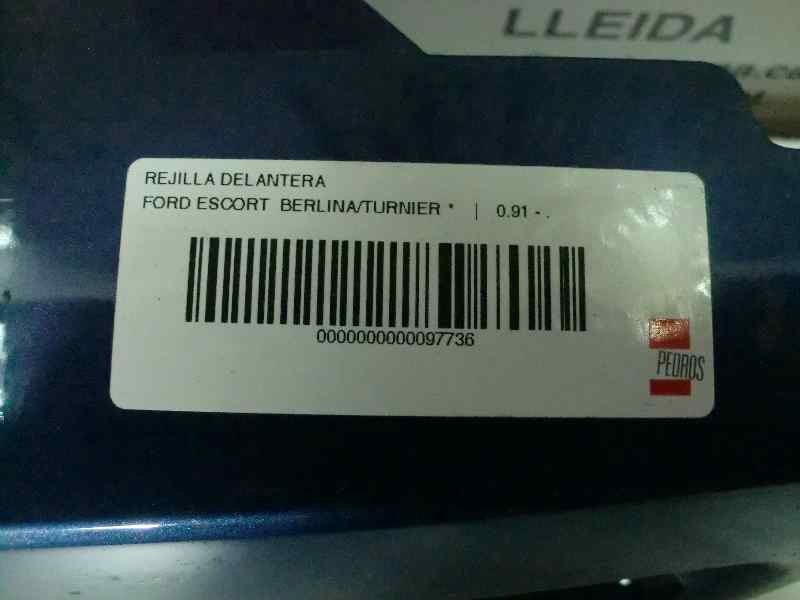 LLEIDA
REJILLA DELANTERA
FORD ESCORT BERLINA/TURNIER * | 0.91 - .
0000000000097736
PEDROS